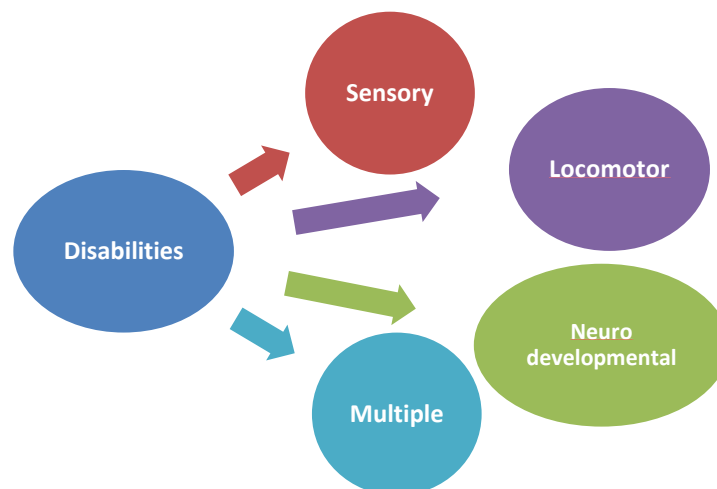 Sensory
Locomotor
Disabilities
Neuro
developmental
Multiple